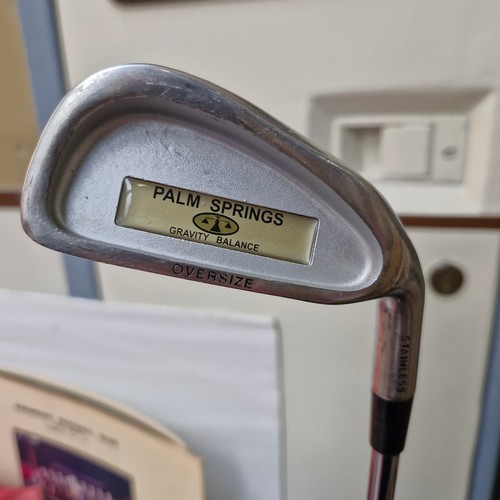 PALM SPRINGS
GRAVITY BALANCE
OVERSIZE
STAINLESS